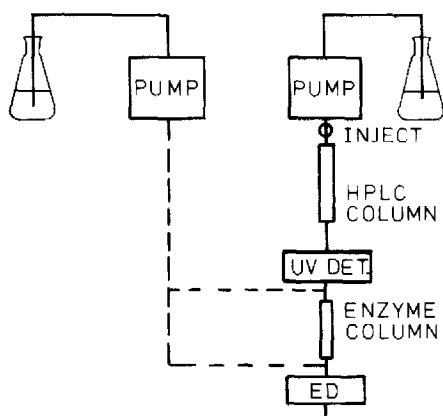 PUMP
PUMP
INJECT
HPLC
COLUMN
UV DET.
ENZYME
COLUMN
ED